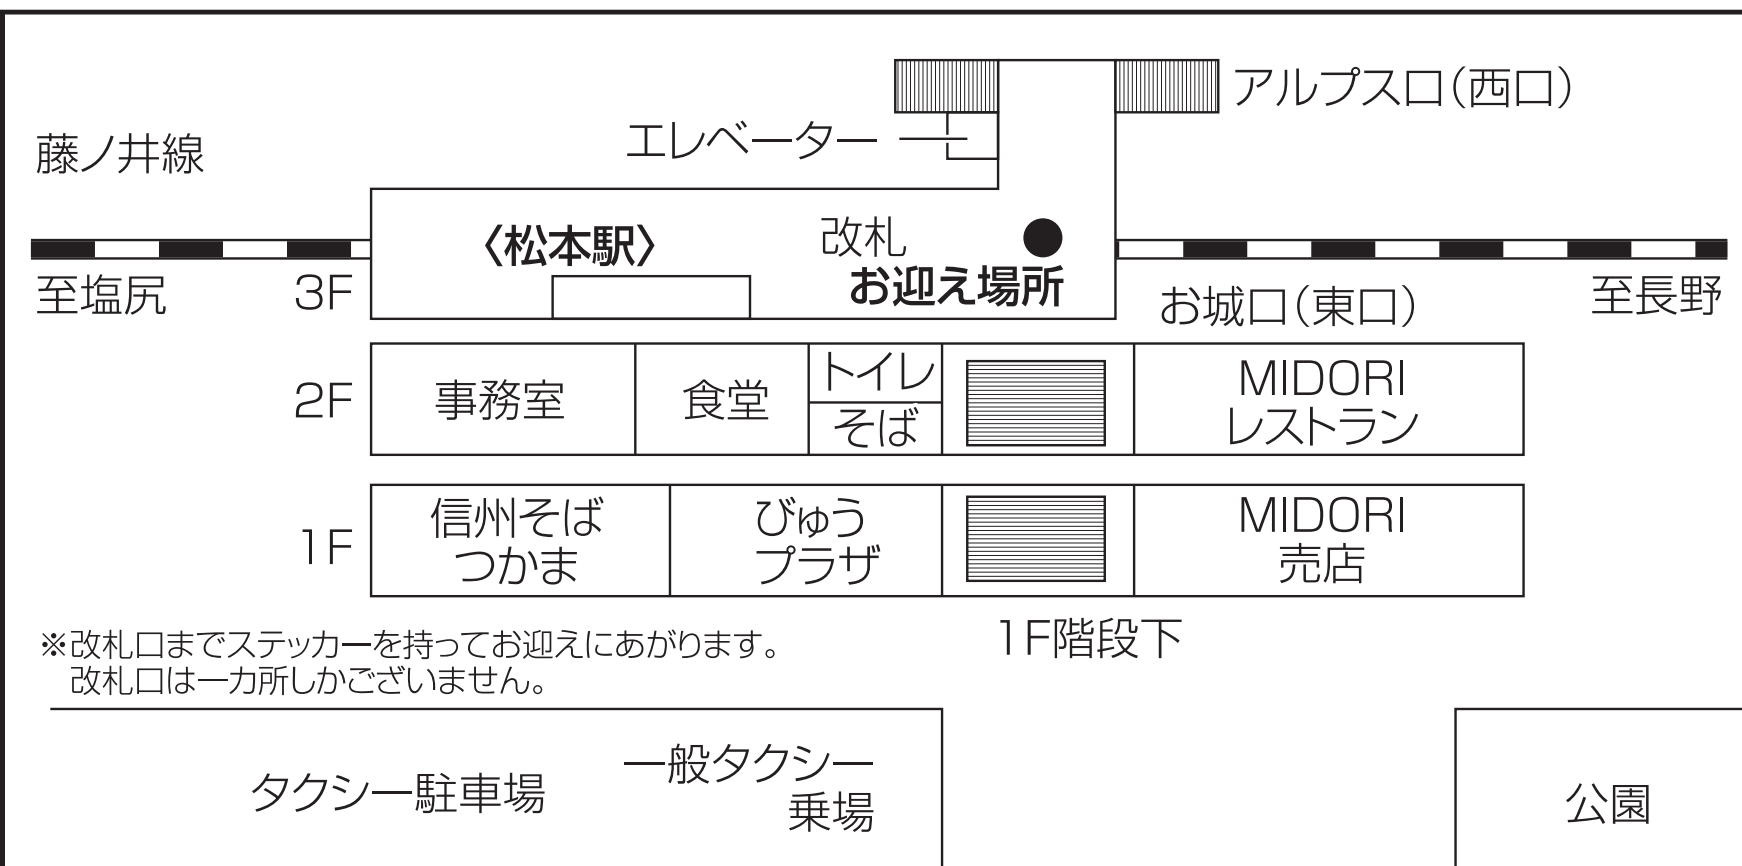 アルプス口(西口)
エレベーター
藤ノ井線
〈松本駅〉
改札
お迎え場所
至塩尻
3F
お城口(東口)
至長野
2F
事務室
食堂
トイレ
そば
MIDORI
レストラン
1F
信州そば
つかま
びゅう
プラザ
MIDORI
売店
1F階段下
※改札口までステッカーを持ってお迎えにあがります。
改札口は一カ所しかございません。
タクシー駐車場
一般タクシー
乗場
公園